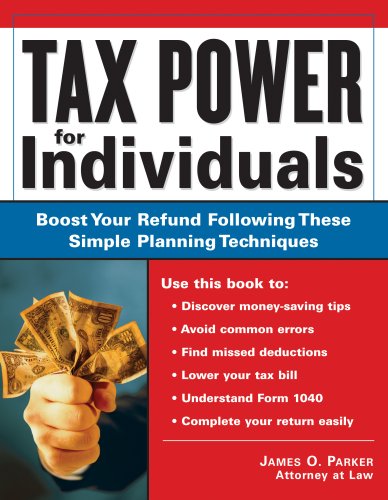 TAX POWER
for
Individuals
Boost Your Refund Following These
Simple Planning Techniques
Use this book to:
• Discover money-saving tips
• Avoid common errors
• Find missed deductions
• Lower your tax bill
• Understand Form 1040
• Complete your return easily
JAMES O. PARKER
Attorney at Law